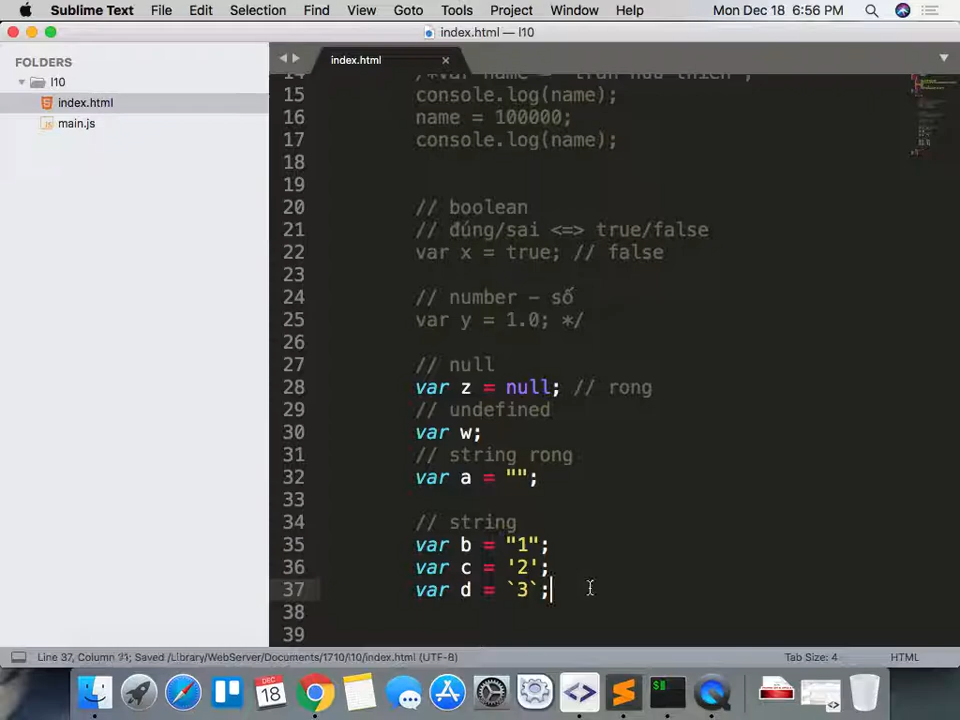 Sublime Text File Edit Selection Find View Goto Tools Project Window Help Mon Dec 18 6:56 PM
index.html — l10
FOLDERS
l10
index.html
main.js
index.html
15 console.log(name);
16 name = 100000;
17 console.log(name);
18
19
20 // boolean
21 // đúng/sai <=> true/false
22 var x = true; // false
23
24 // number - số
25 var y = 1.0; */
26
27 // null
28 var z = null; // rong
29 // undefined
30 var w;
31 // string rong
32 var a = "";
33
34 // string
35 var b = "1";
36 var c = '2';
37 var d = `3`;
38
39
Line 37, Column 21; Saved /Library/WebServer/Documents/1710/l10/index.html (UTF-8) Tab Size: 4 HTML
DEC
18